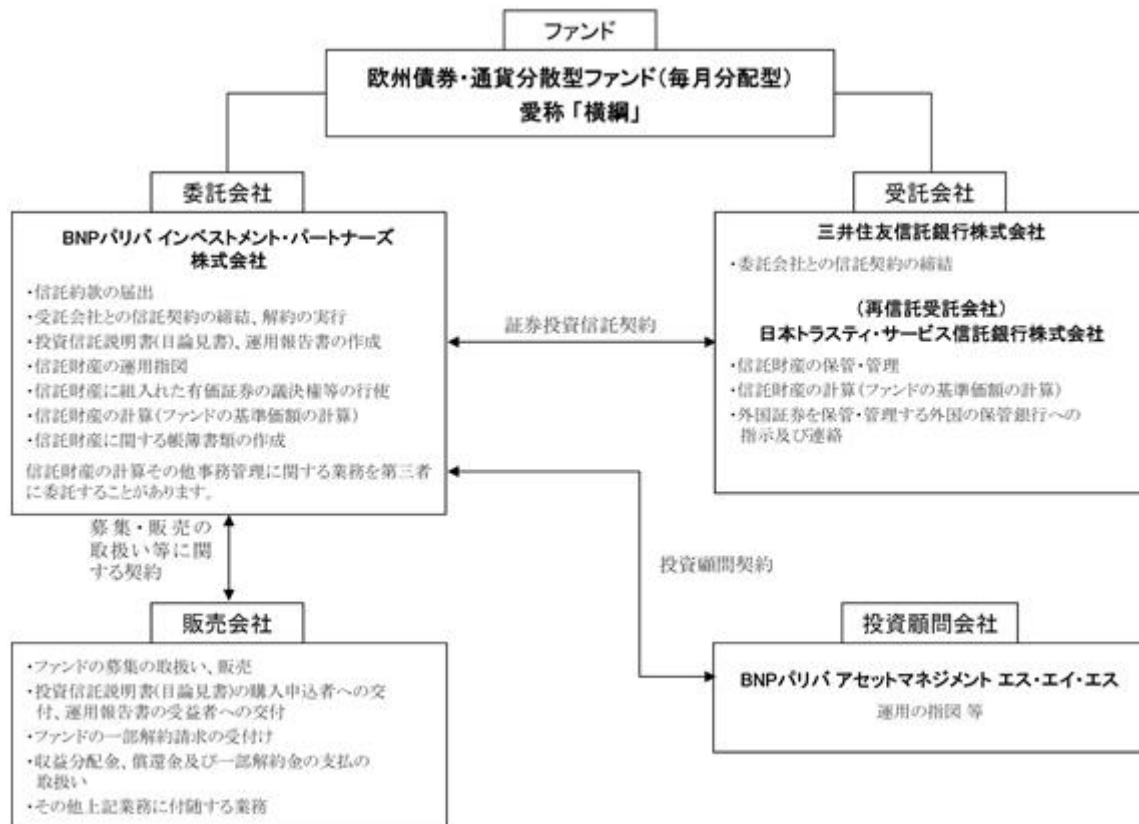 ファンド
欧州債券・通貨分散型ファンド(毎月分配型)
愛称「横綱」
委託会社
BNPパリバ インベストメント・パートナーズ
株式会社
・信託約款の届出
・受託会社との信託契約の締結、解約の実行
・投資信託説明書(目論見書)、運用報告書の作成
・信託財産の運用指図
・信託財産に組入れた有価証券の議決権等の行使
・信託財産の計算(ファンドの基準価額の計算)
・信託財産に関する帳簿書類の作成
信託財産の計算その他事務管理に関する業務を第三者
に委託することがあります。
証券投資信託契約
受託会社
三井住友信託銀行株式会社
・委託会社との信託契約の締結
(再信託受託会社)
日本トラスティ・サービス信託銀行株式会社
・信託財産の保管・管理
・信託財産の計算(ファンドの基準価額の計算)
・外国証券を保管・管理する外国の保管銀行への
指示及び連絡
募集・販売の
取扱い等に関
する契約
投資顧問契約
販売会社
・ファンドの募集の取扱い、販売
・投資信託説明書(目論見書)の購入申込者への交
付、運用報告書の受益者への交付
・ファンドの一部解約請求の受付け
・収益分配金、償還金及び一部解約金の支払の
取扱い
・その他上記業務に付随する業務
投資顧問会社
BNPパリバ アセットマネジメント エス・エイ・エス
運用の指図 等